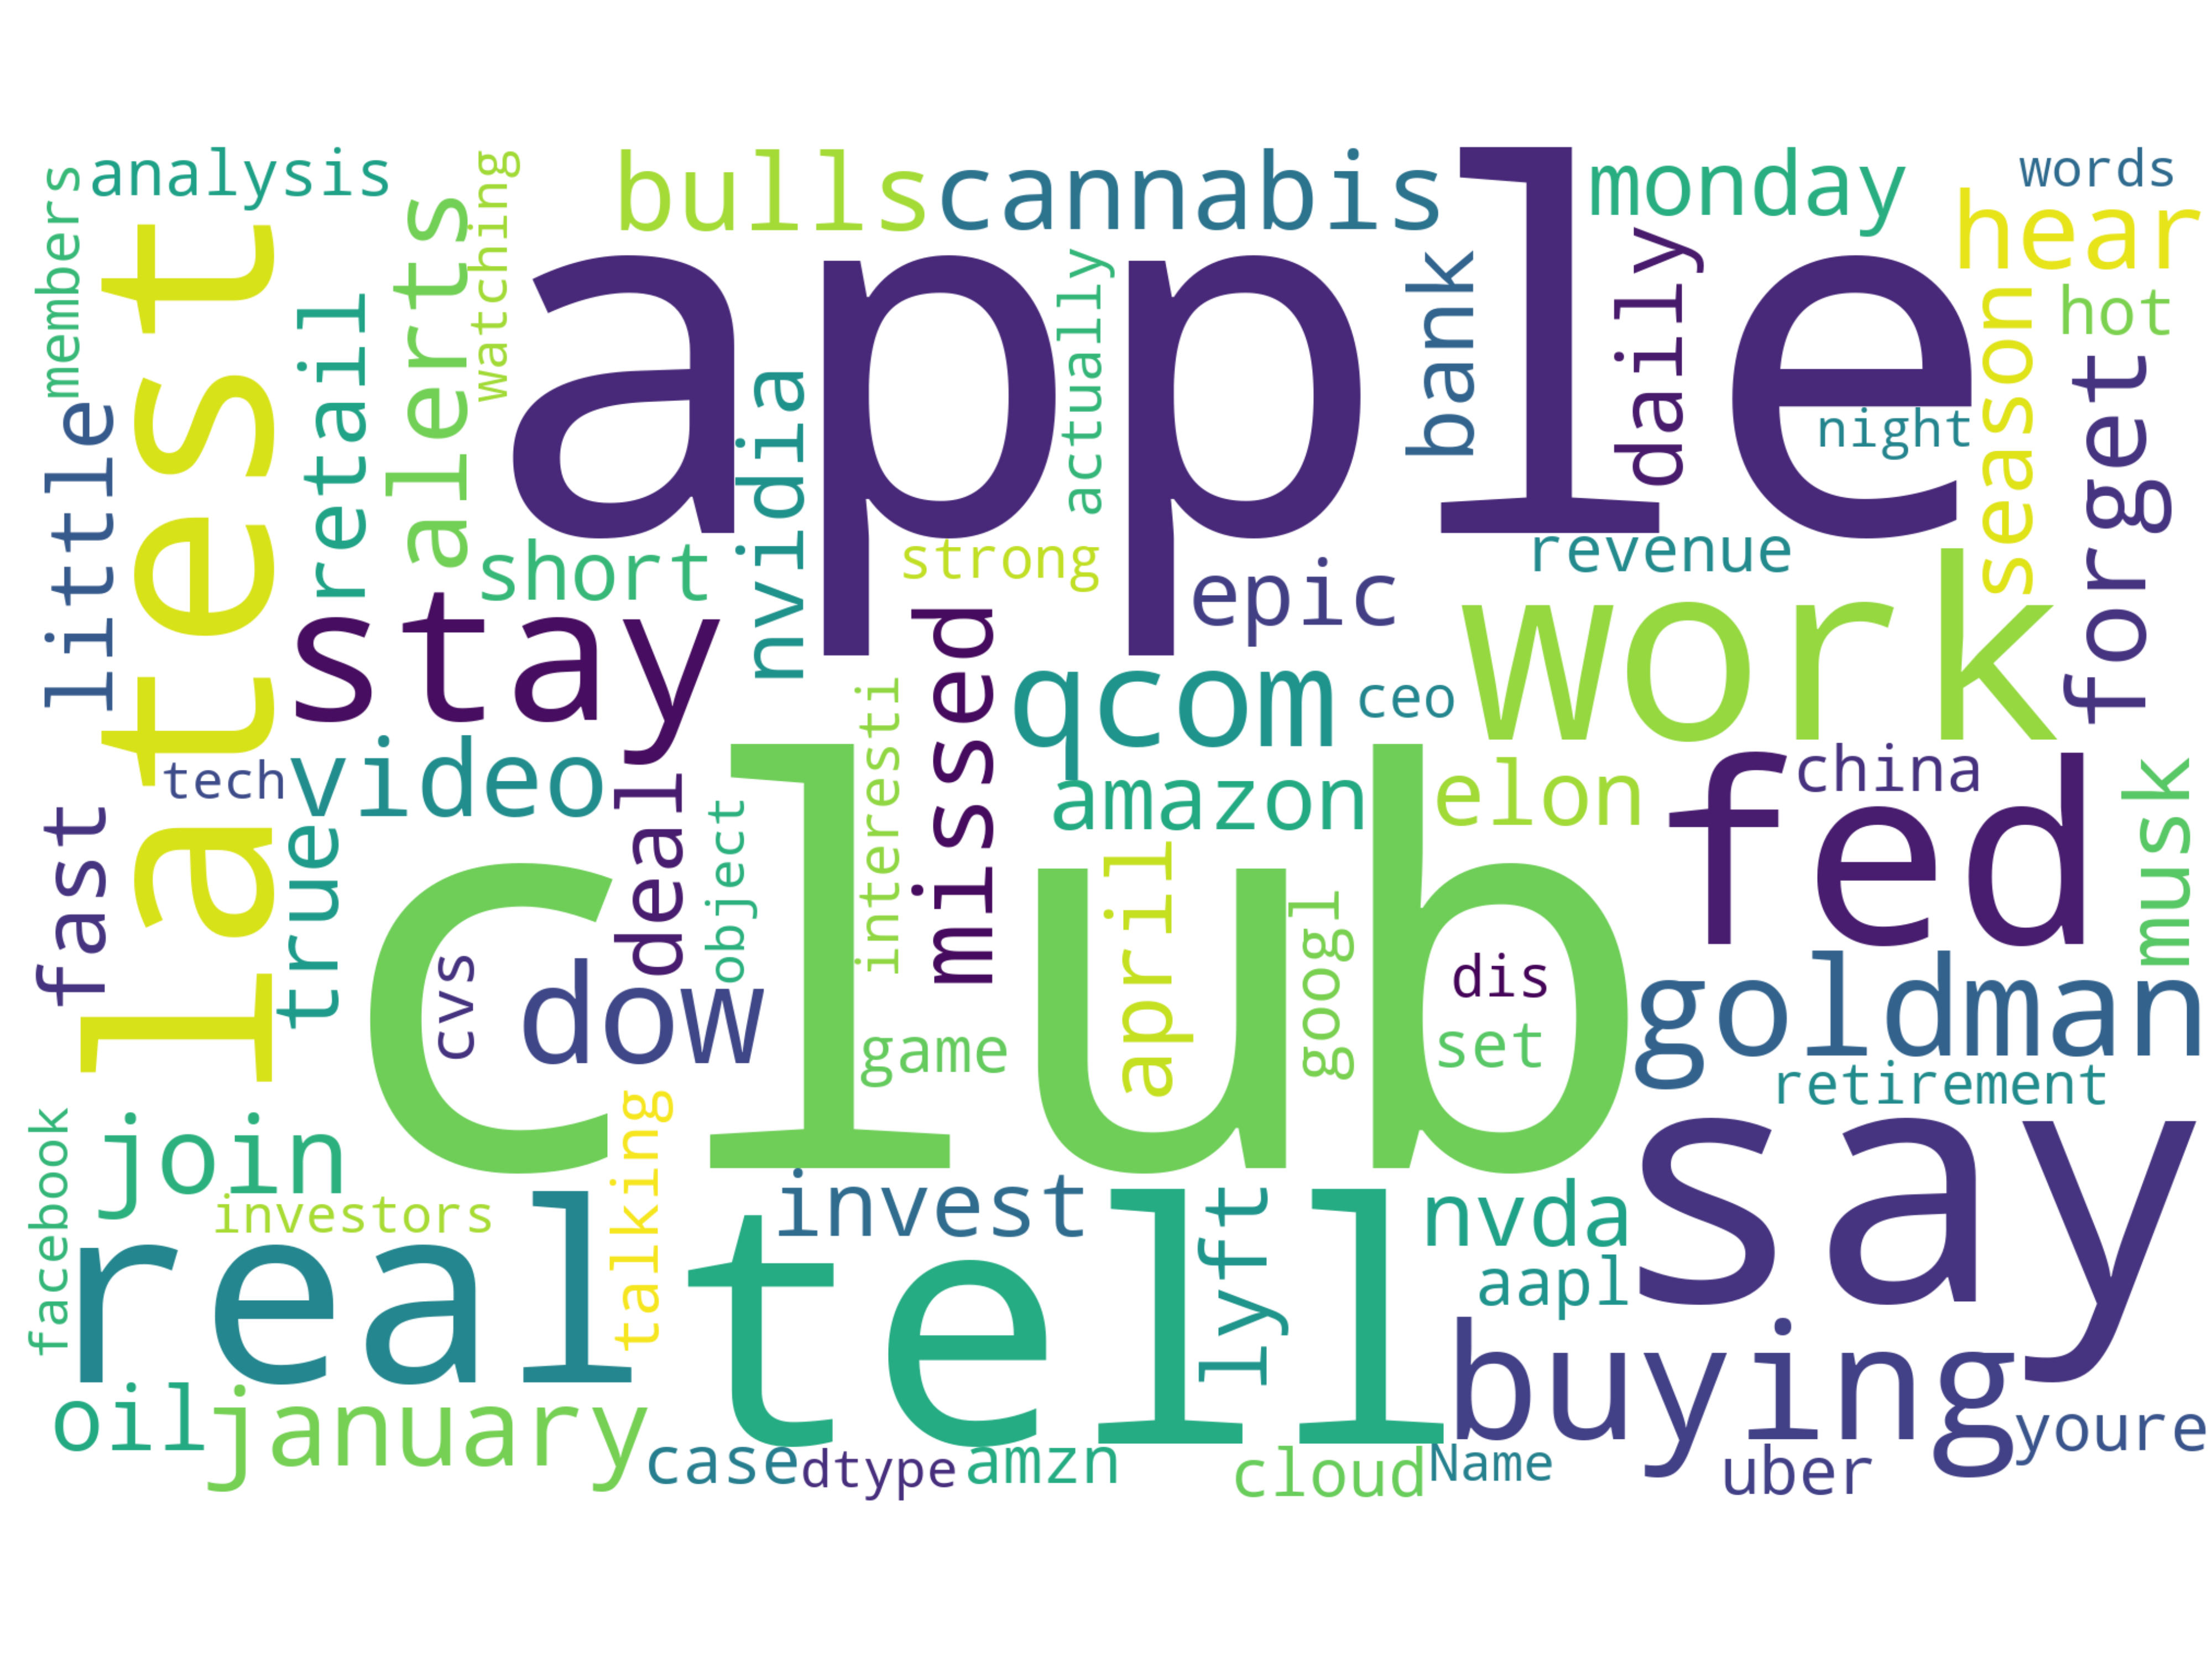 members
analysis
watching
bulls
cannabis
monday
words
hear
latest
alerts
retail
apple
actually
bank
daily
hot
night
season
forget
little
nvidia
short
strong
epic
revenue
work
stay
missed
qcom
ceo
tech
video
interesti
amazon
elon
china
musk
fast
true
deal
object
club
april
googl
fed
cvs
dow
game
dis
set
goldman
retirement
facebook
join
investors
talking
invest
lyft
nvda
say
real
tell
aapl
buying
oil
january
case
dtype
amzn
cloud
Name
uber
youre